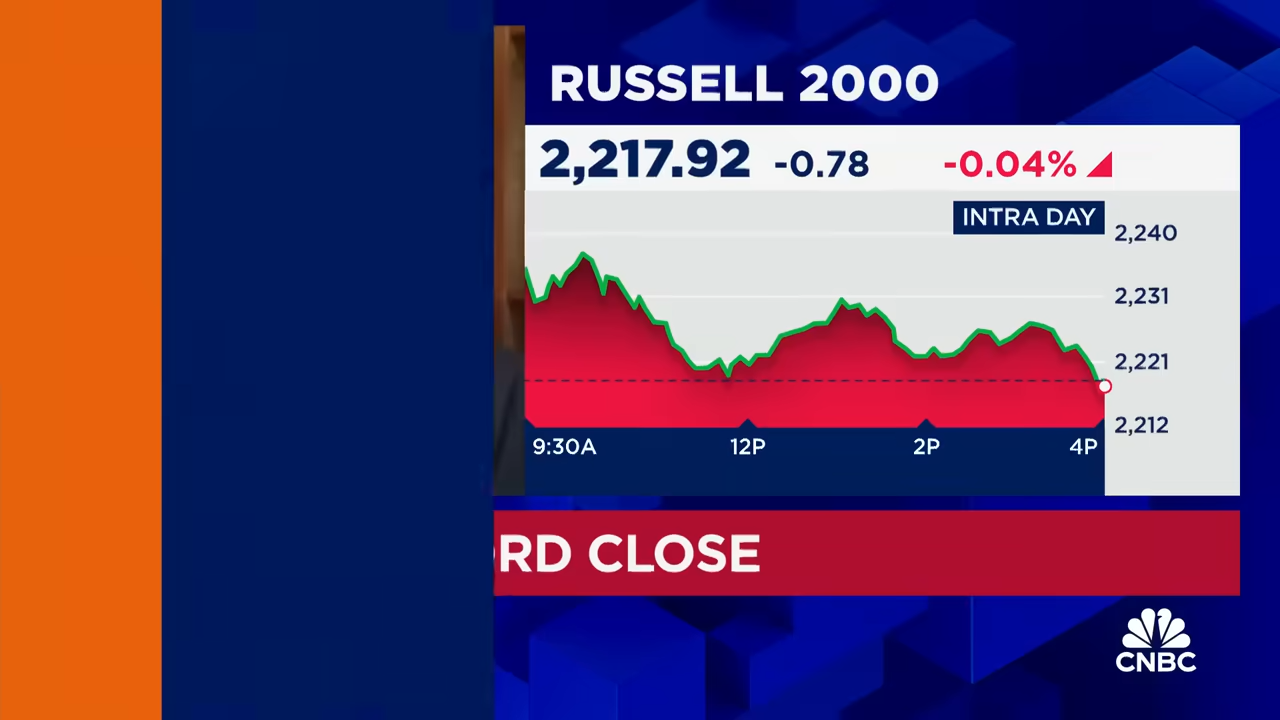 RUSSELL 2000
2,217.92 -0.78 -0.04%
INTRA DAY
2,240
2,231
2,221
2,212
9:30A 12P 2P 4P
RD CLOSE
CNBC